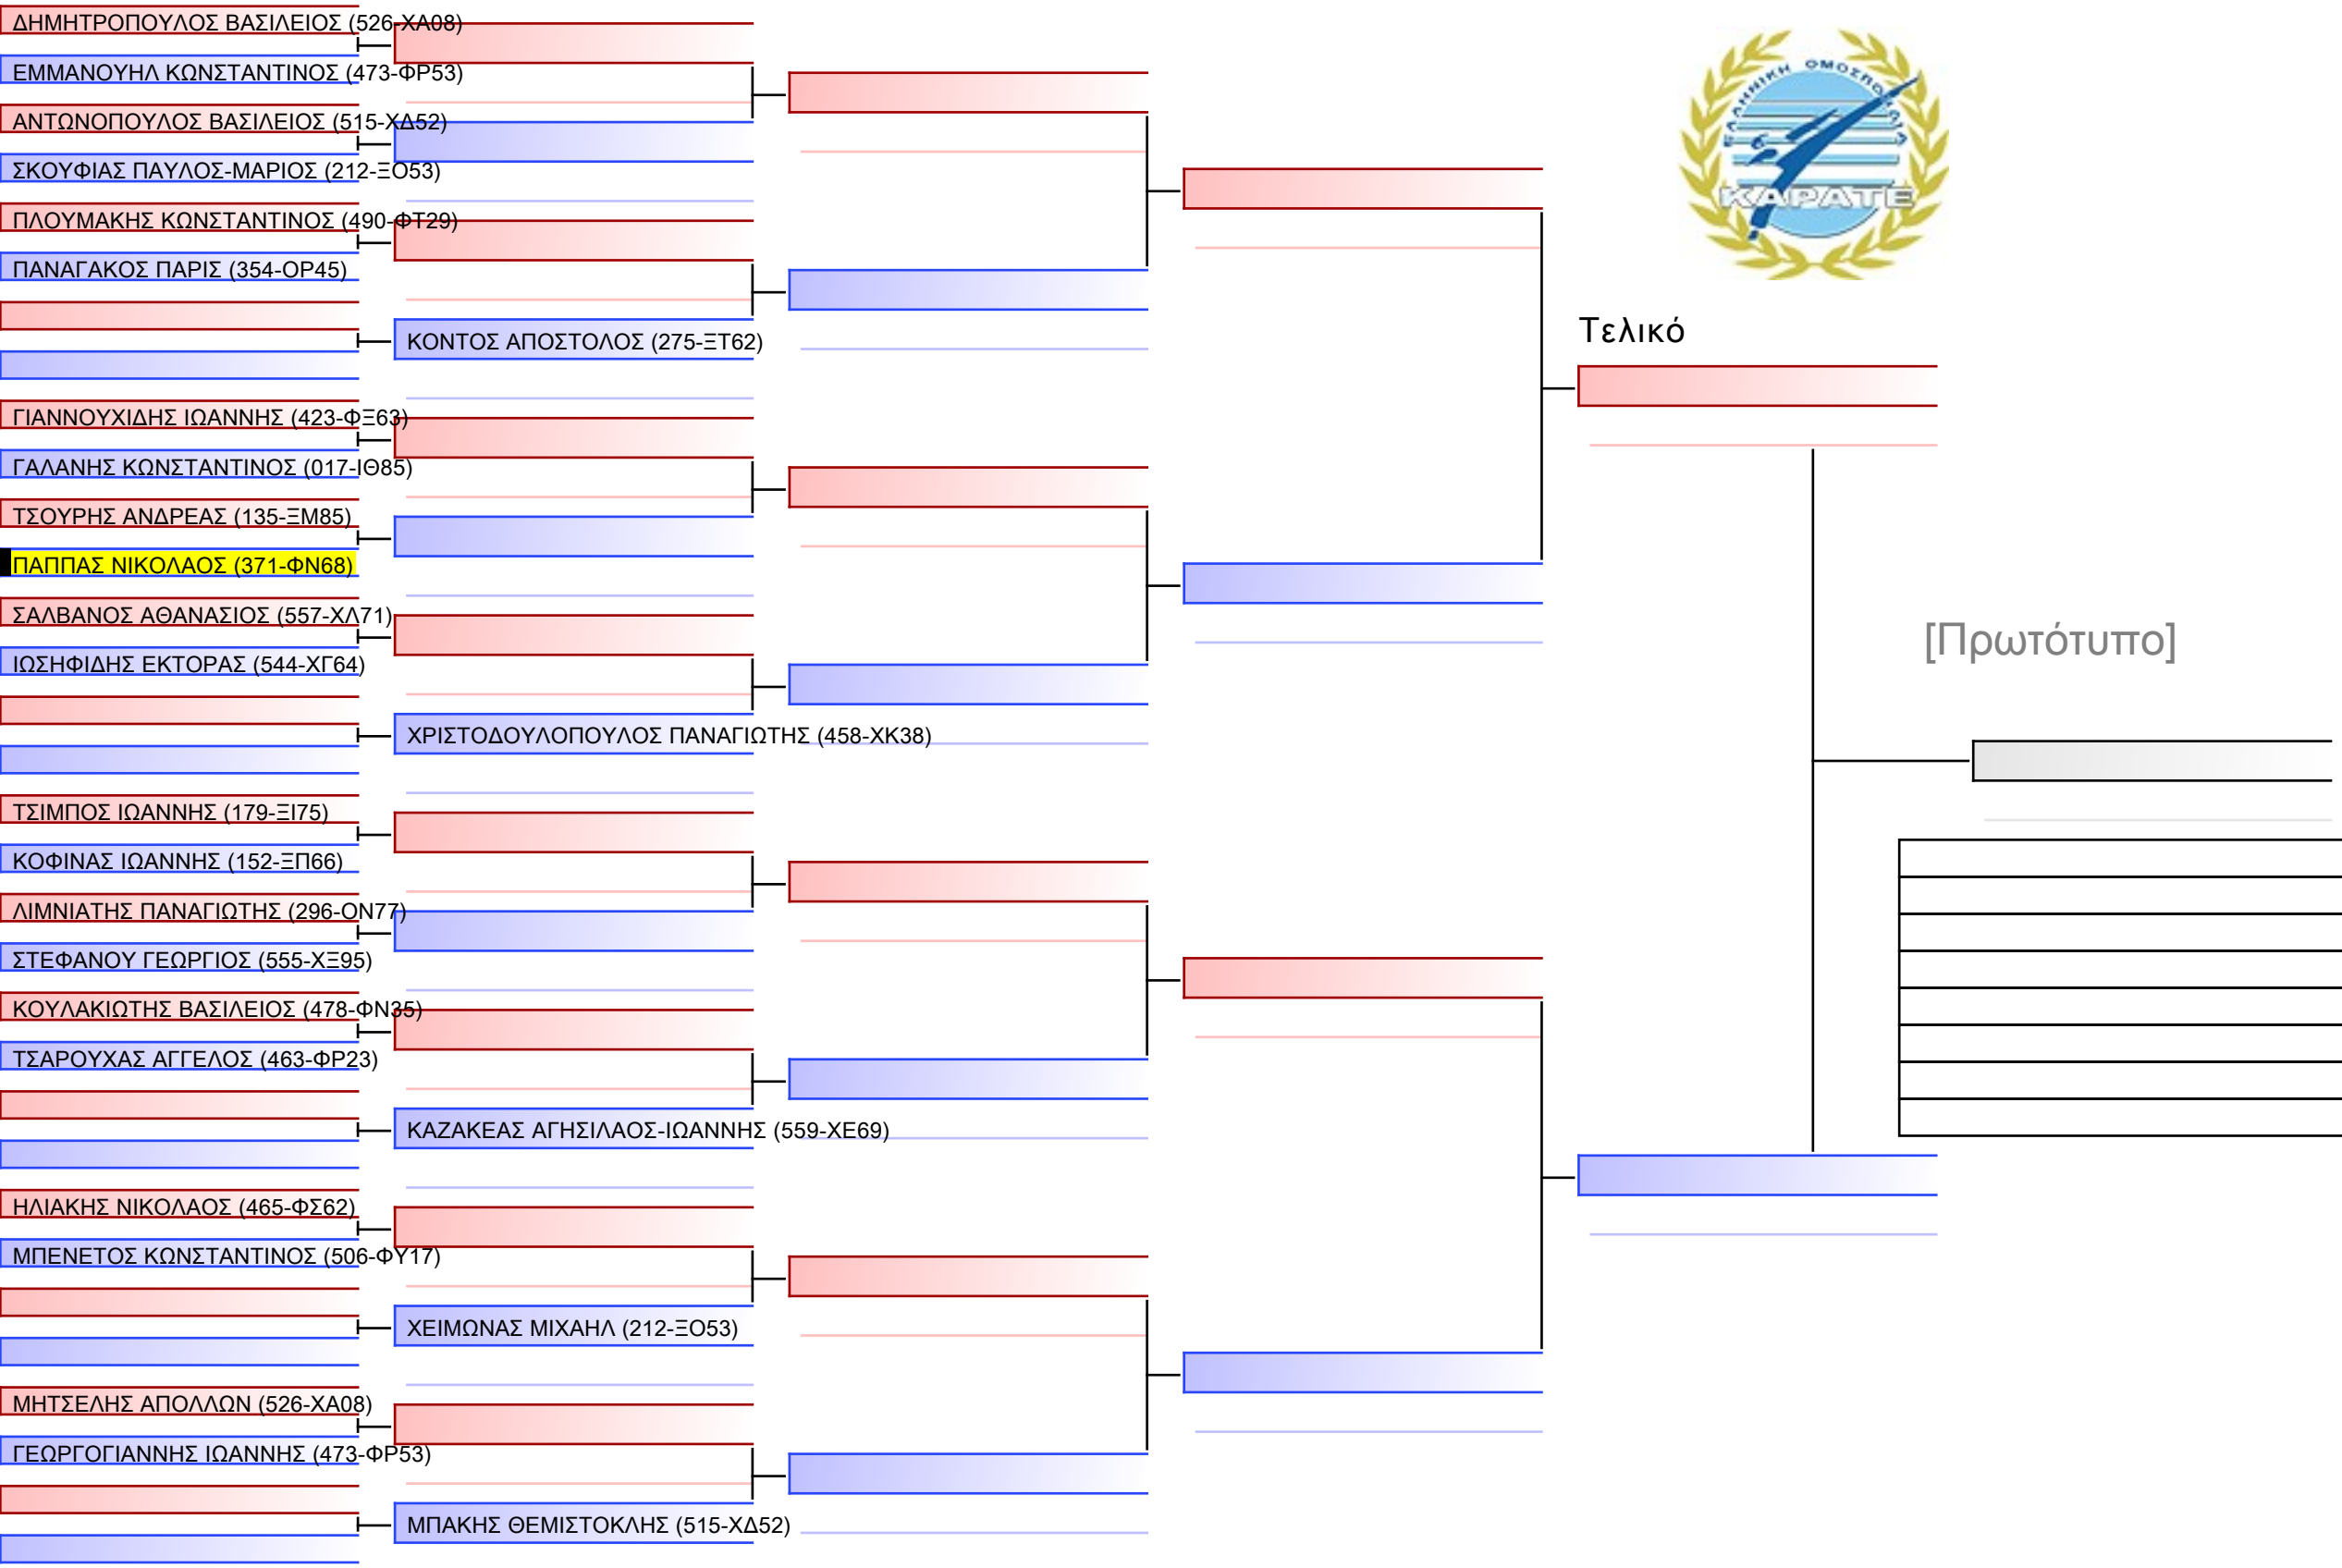 ΔΗΜΗΤΡΟΠΟΥΛΟΣ ΒΑΣΙΛΕΙΟΣ (526-ΧΑ08)
ΕΜΜΑΝΟΥΗΛ ΚΩΝΣΤΑΝΤΙΝΟΣ (473-ΦΡ53)
ΑΝΤΩΝΟΠΟΥΛΟΣ ΒΑΣΙΛΕΙΟΣ (515-ΧΔ52)
ΣΚΟΥΦΙΑΣ ΠΑΥΛΟΣ-ΜΑΡΙΟΣ (212-ΞΟ53)
ΠΛΟΥΜΑΚΗΣ ΚΩΝΣΤΑΝΤΙΝΟΣ (490-ΦΤ29)
ΠΑΝΑΓΑΚΟΣ ΠΑΡΙΣ (354-ΟΡ45)
ΚΟΝΤΟΣ ΑΠΟΣΤΟΛΟΣ (275-ΞΤ62)
ΓΙΑΝΝΟΥΧΙΔΗΣ ΙΩΑΝΝΗΣ (423-ΦΞ63)
ΓΑΛΑΝΗΣ ΚΩΝΣΤΑΝΤΙΝΟΣ (017-ΙΘ85)
ΤΣΟΥΡΗΣ ΑΝΔΡΕΑΣ (135-ΞΜ85)
ΠΑΠΠΑΣ ΝΙΚΟΛΑΟΣ (371-ΦΝ68)
ΣΑΛΒΑΝΟΣ ΑΘΑΝΑΣΙΟΣ (557-ΧΛ71)
ΙΩΣΗΦΙΔΗΣ ΕΚΤΟΡΑΣ (544-ΧΓ64)
ΧΡΙΣΤΟΔΟΥΛΟΠΟΥΛΟΣ ΠΑΝΑΓΙΩΤΗΣ (458-ΧΚ38)
ΤΣΙΜΠΟΣ ΙΩΑΝΝΗΣ (179-ΞΙ75)
ΚΟΦΙΝΑΣ ΙΩΑΝΝΗΣ (152-ΞΠ66)
ΛΙΜΝΙΑΤΗΣ ΠΑΝΑΓΙΩΤΗΣ (296-ΟΝ77)
ΣΤΕΦΑΝΟΥ ΓΕΩΡΓΙΟΣ (555-ΧΞ95)
ΚΟΥΛΑΚΙΩΤΗΣ ΒΑΣΙΛΕΙΟΣ (478-ΦΝ35)
ΤΣΑΡΟΥΧΑΣ ΑΓΓΕΛΟΣ (463-ΦΡ23)
ΚΑΖΑΚΕΑΣ ΑΓΗΣΙΛΑΟΣ-ΙΩΑΝΝΗΣ (559-ΧΕ69)
ΗΛΙΑΚΗΣ ΝΙΚΟΛΑΟΣ (465-ΦΣ62)
ΜΠΕΝΕΤΟΣ ΚΩΝΣΤΑΝΤΙΝΟΣ (506-ΦΥ17)
ΧΕΙΜΩΝΑΣ ΜΙΧΑΗΛ (212-ΞΟ53)
ΜΗΤΣΕΛΗΣ ΑΠΟΛΛΩΝ (526-ΧΑ08)
ΓΕΩΡΓΟΓΙΑΝΝΗΣ ΙΩΑΝΝΗΣ (473-ΦΡ53)
ΜΠΑΚΗΣ ΘΕΜΙΣΤΟΚΛΗΣ (515-ΧΔ52)
ΕΛΛΗΝΙΚΗ ΟΜΟΣΠΟΝΔΙΑ
ΚΑΡΑΤΕ
Τελικό
[Πρωτότυπο]